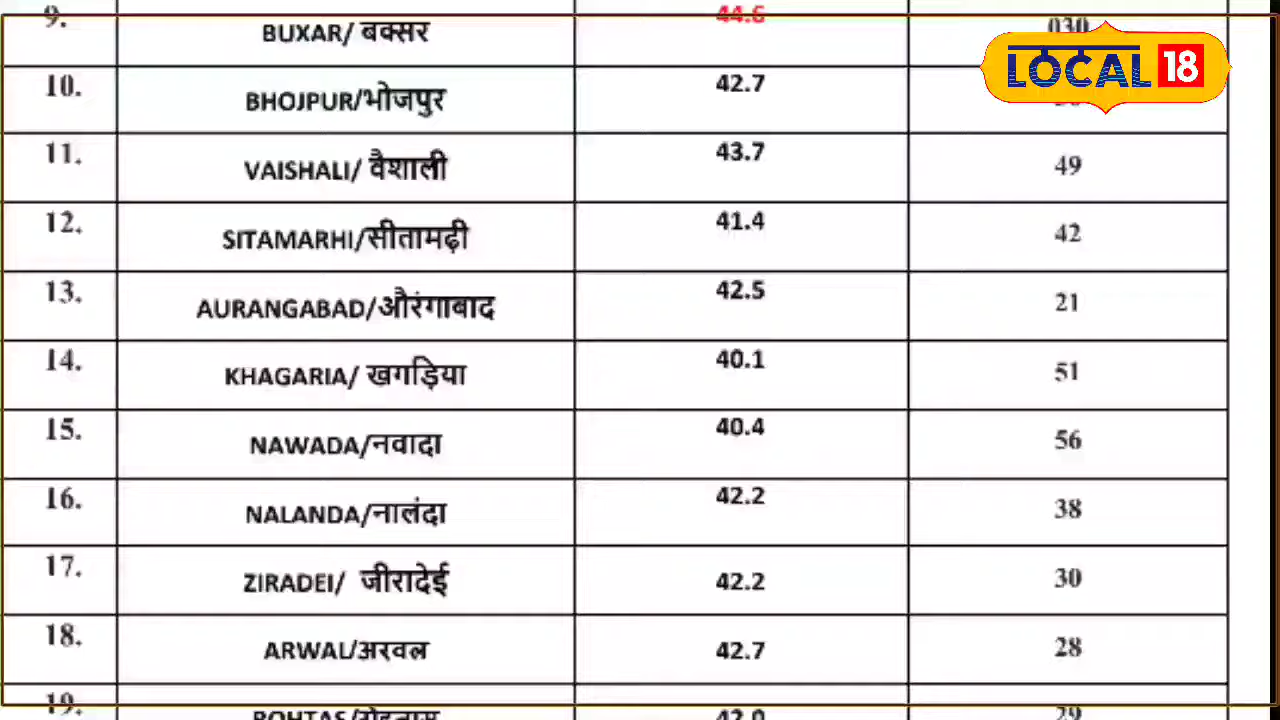 9. BUXAR/ बक्सर 44.6 030
LOCAL 18
10. BHOJPUR/भोजपुर 42.7
11. VAISHALI/ वैशाली 43.7 49
12. SITAMARHI/सीतामढ़ी 41.4 42
13. AURANGABAD/औरंगाबाद 42.5 21
14. KHAGARIA/ खगड़िया 40.1 51
15. NAWADA/नवादा 40.4 56
16. NALANDA/नालंदा 42.2 38
17. ZIRADEI/ जीरादेई 42.2 30
18. ARWAL/अरवल 42.7 28
19. ROHTAS/रोहतास 42.0 29